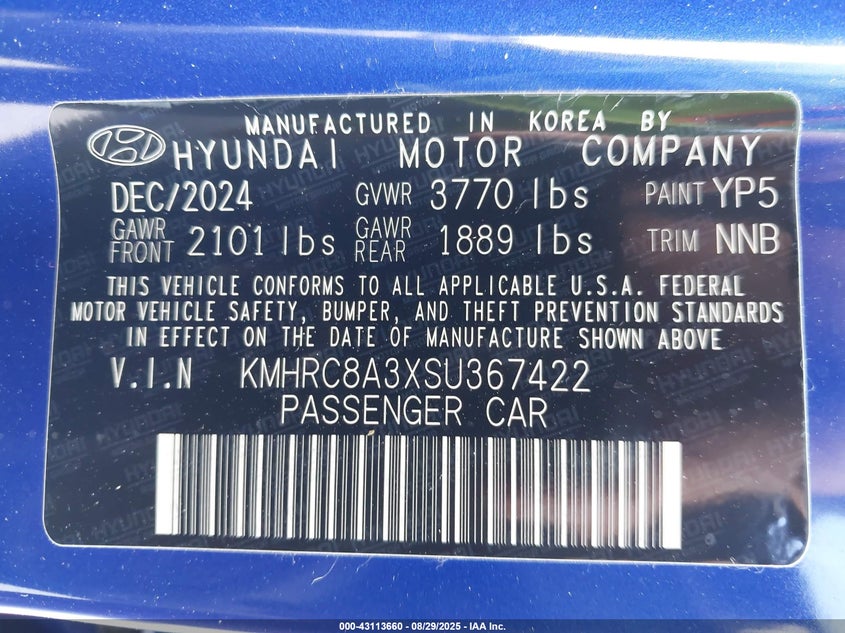 MANUFACTURED IN KOREA BY
HYUNDAI MOTOR COMPANY
DEC/2024 GVWR 3770 lbs PAINT YP5
GAWR FRONT 2101 lbs GAWR REAR 1889 lbs TRIM NNB
THIS VEHICLE CONFORMS TO ALL APPLICABLE U.S.A. FEDERAL
MOTOR VEHICLE SAFETY, BUMPER, AND THEFT PREVENTION STANDARDS
IN EFFECT ON THE DATE OF MANUFACTURE SHOWN ABOVE
V.I.N KMHRC8A3XSU367422
PASSENGER CAR
000-43113660 - 08/29/2025 - IAA Inc.